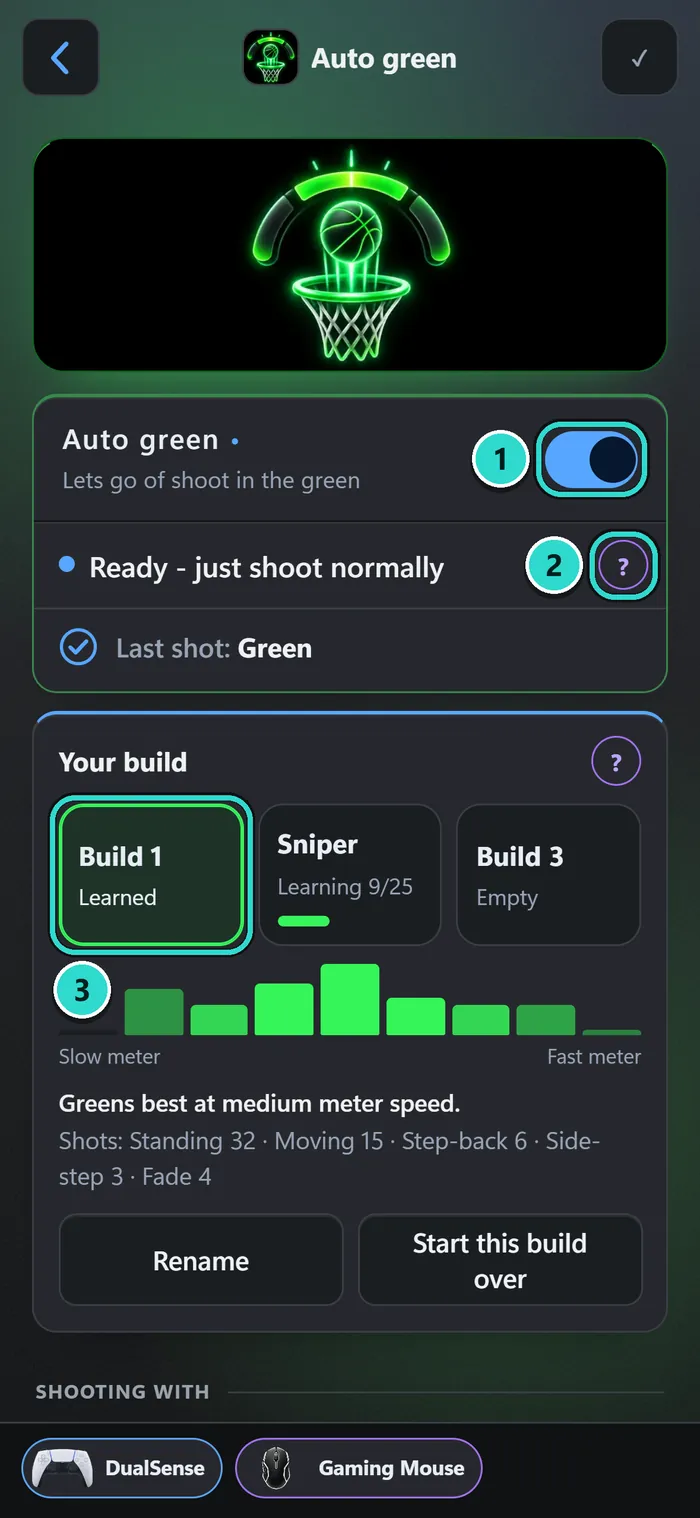 Auto green
✓
Auto green •
Lets go of shoot in the green
1
Ready - just shoot normally
2
?
Last shot: Green
Your build
?
Build 1
Learned
Sniper
Learning 9/25
Build 3
Empty
3
Slow meter
Fast meter
Greens best at medium meter speed.
Shots: Standing 32 · Moving 15 · Step-back 6 · Side-
step 3 · Fade 4
Rename
Start this build
over
SHOOTING WITH
DualSense
Gaming Mouse